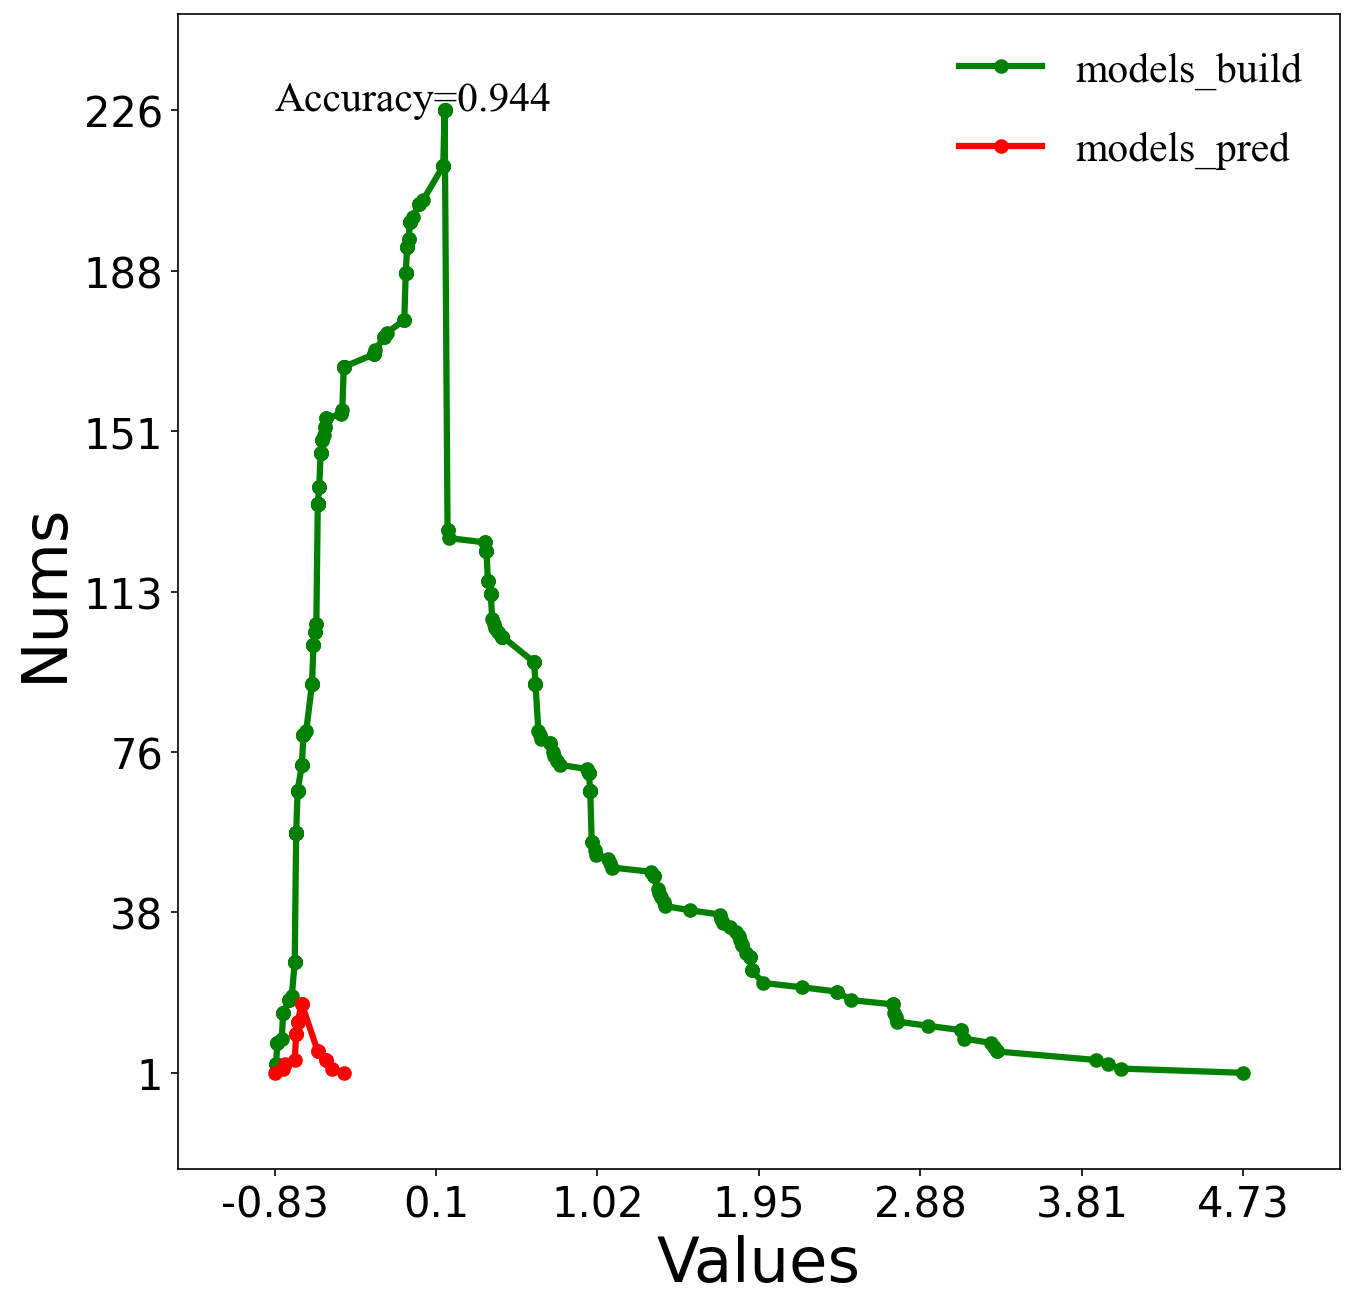 Accuracy=0.944
models_build
models_pred
226
188
151
113
76
38
1
Nums
-0.83 0.1 1.02 1.95 2.88 3.81 4.73
Values